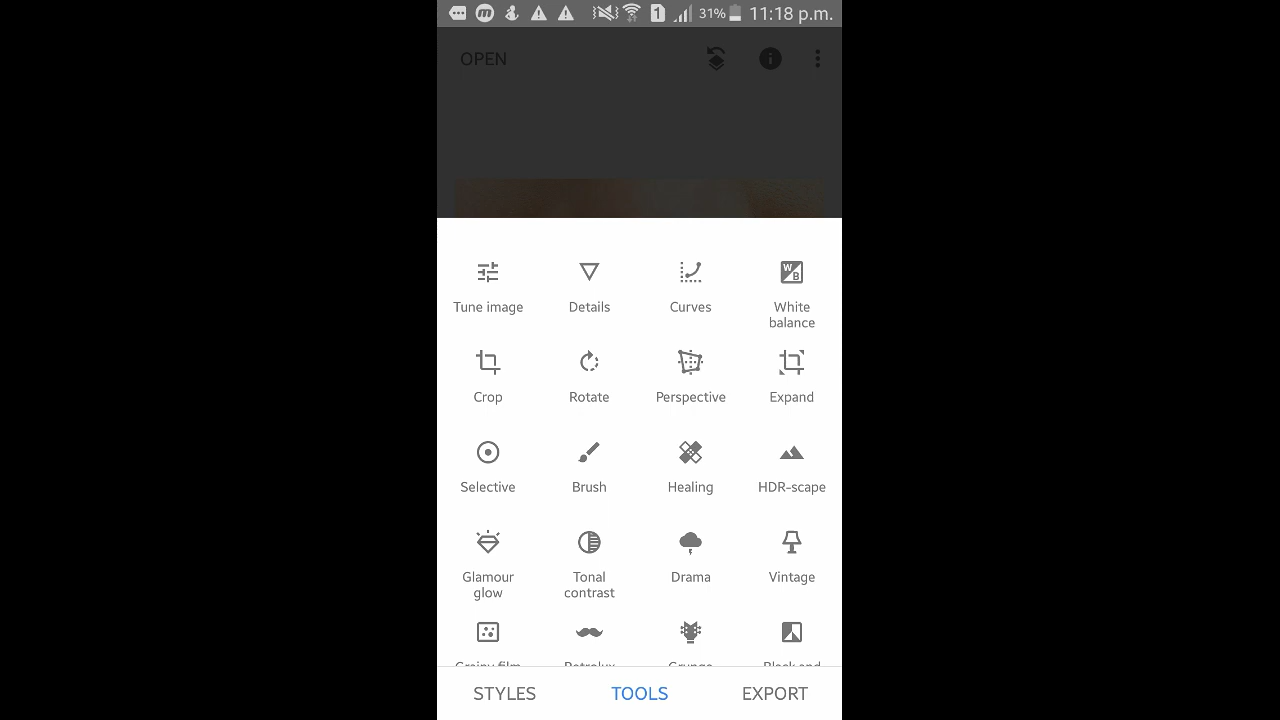 1 31% 11:18 p.m.
OPEN
Tune image Details Curves White balance
Crop Rotate Perspective Expand
Selective Brush Healing HDR-scape
Glamour glow Tonal contrast Drama Vintage
Grainy film Retrolux Grunge Black and
STYLES TOOLS EXPORT